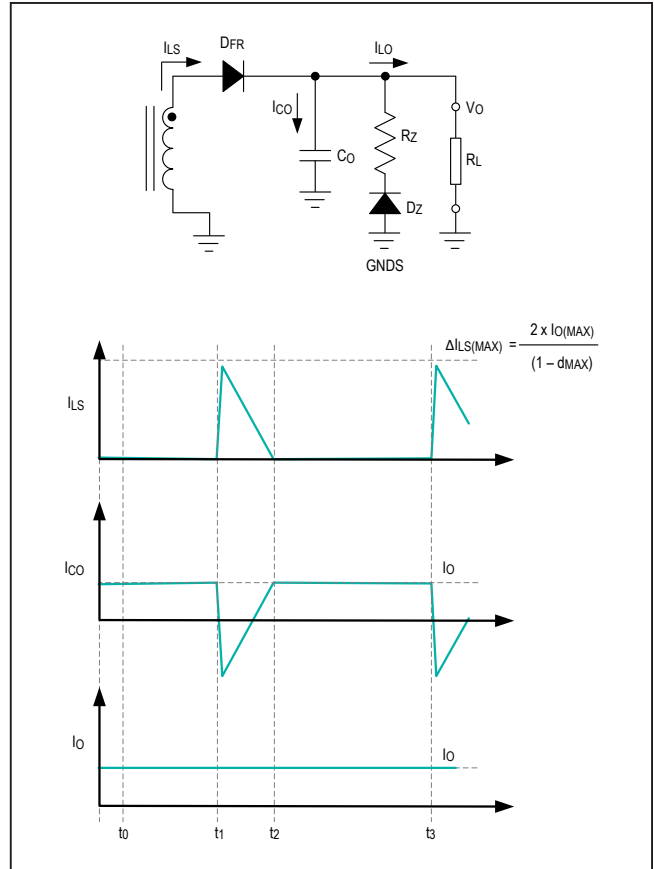 ILS DFR ILO
ICO VO
RZ
CO RL
DZ
GNDS
ΔILS(MAX) = 2 x IO(MAX) / (1 – dMAX)
ILS
ICO IO
IO IO
t0 t1 t2 t3